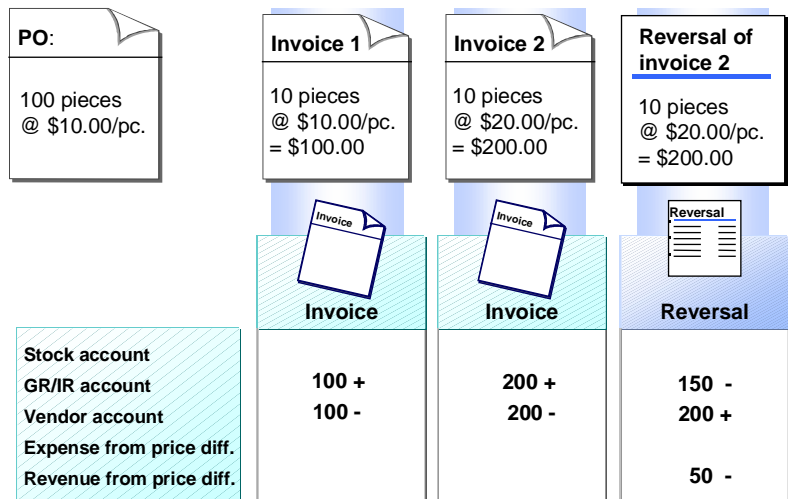 PO:
100 pieces
@ $10.00/pc.
Invoice 1
10 pieces
@ $10.00/pc.
= $100.00
Invoice 2
10 pieces
@ $20.00/pc.
= $200.00
Reversal of
invoice 2
10 pieces
@ $20.00/pc.
= $200.00
Invoice
Invoice
Reversal
Invoice
Invoice
Reversal
Stock account
GR/IR account 100 + 200 + 150 -
Vendor account 100 - 200 - 200 +
Expense from price diff.
Revenue from price diff. 50 -